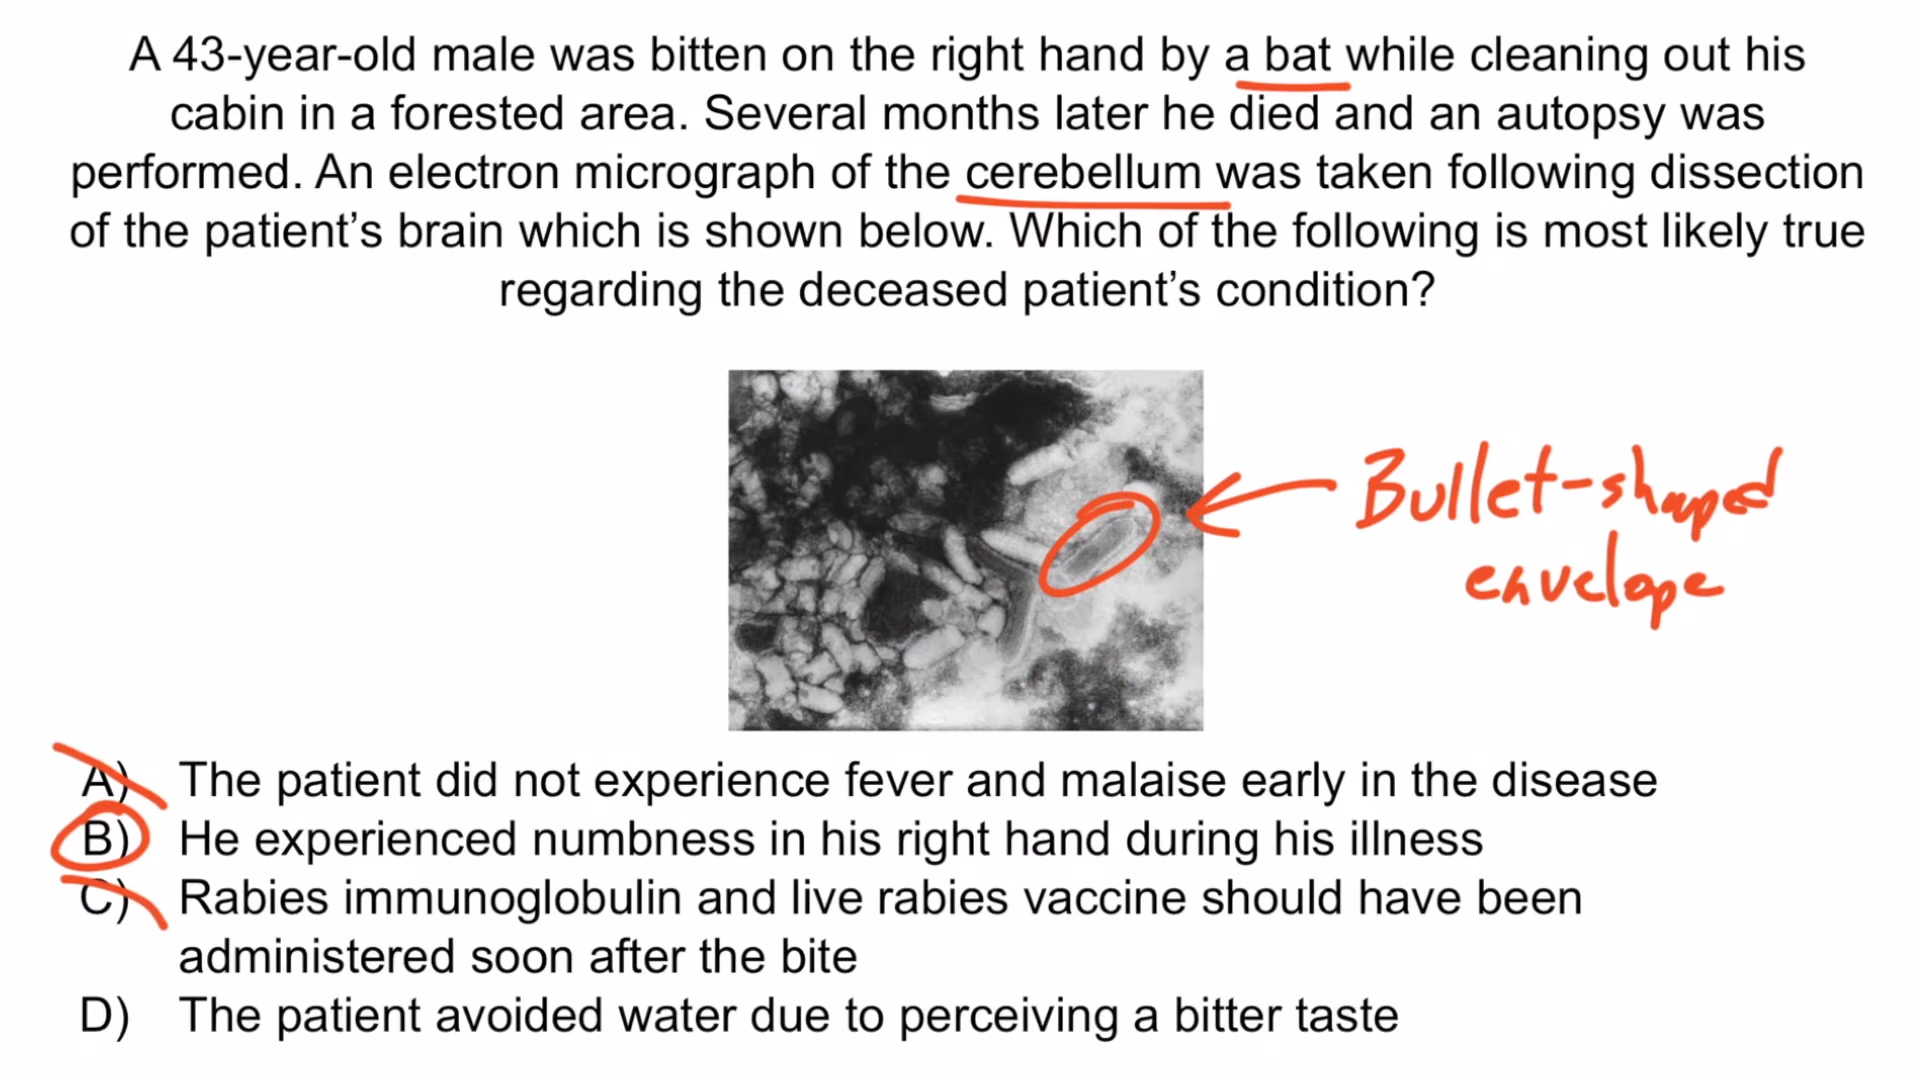 A 43-year-old male was bitten on the right hand by a bat while cleaning out his
cabin in a forested area. Several months later he died and an autopsy was
performed. An electron micrograph of the cerebellum was taken following dissection
of the patient’s brain which is shown below. Which of the following is most likely true
regarding the deceased patient’s condition?
Bullet-shaped
envelope
A) The patient did not experience fever and malaise early in the disease
B) He experienced numbness in his right hand during his illness
C) Rabies immunoglobulin and live rabies vaccine should have been
administered soon after the bite
D) The patient avoided water due to perceiving a bitter taste